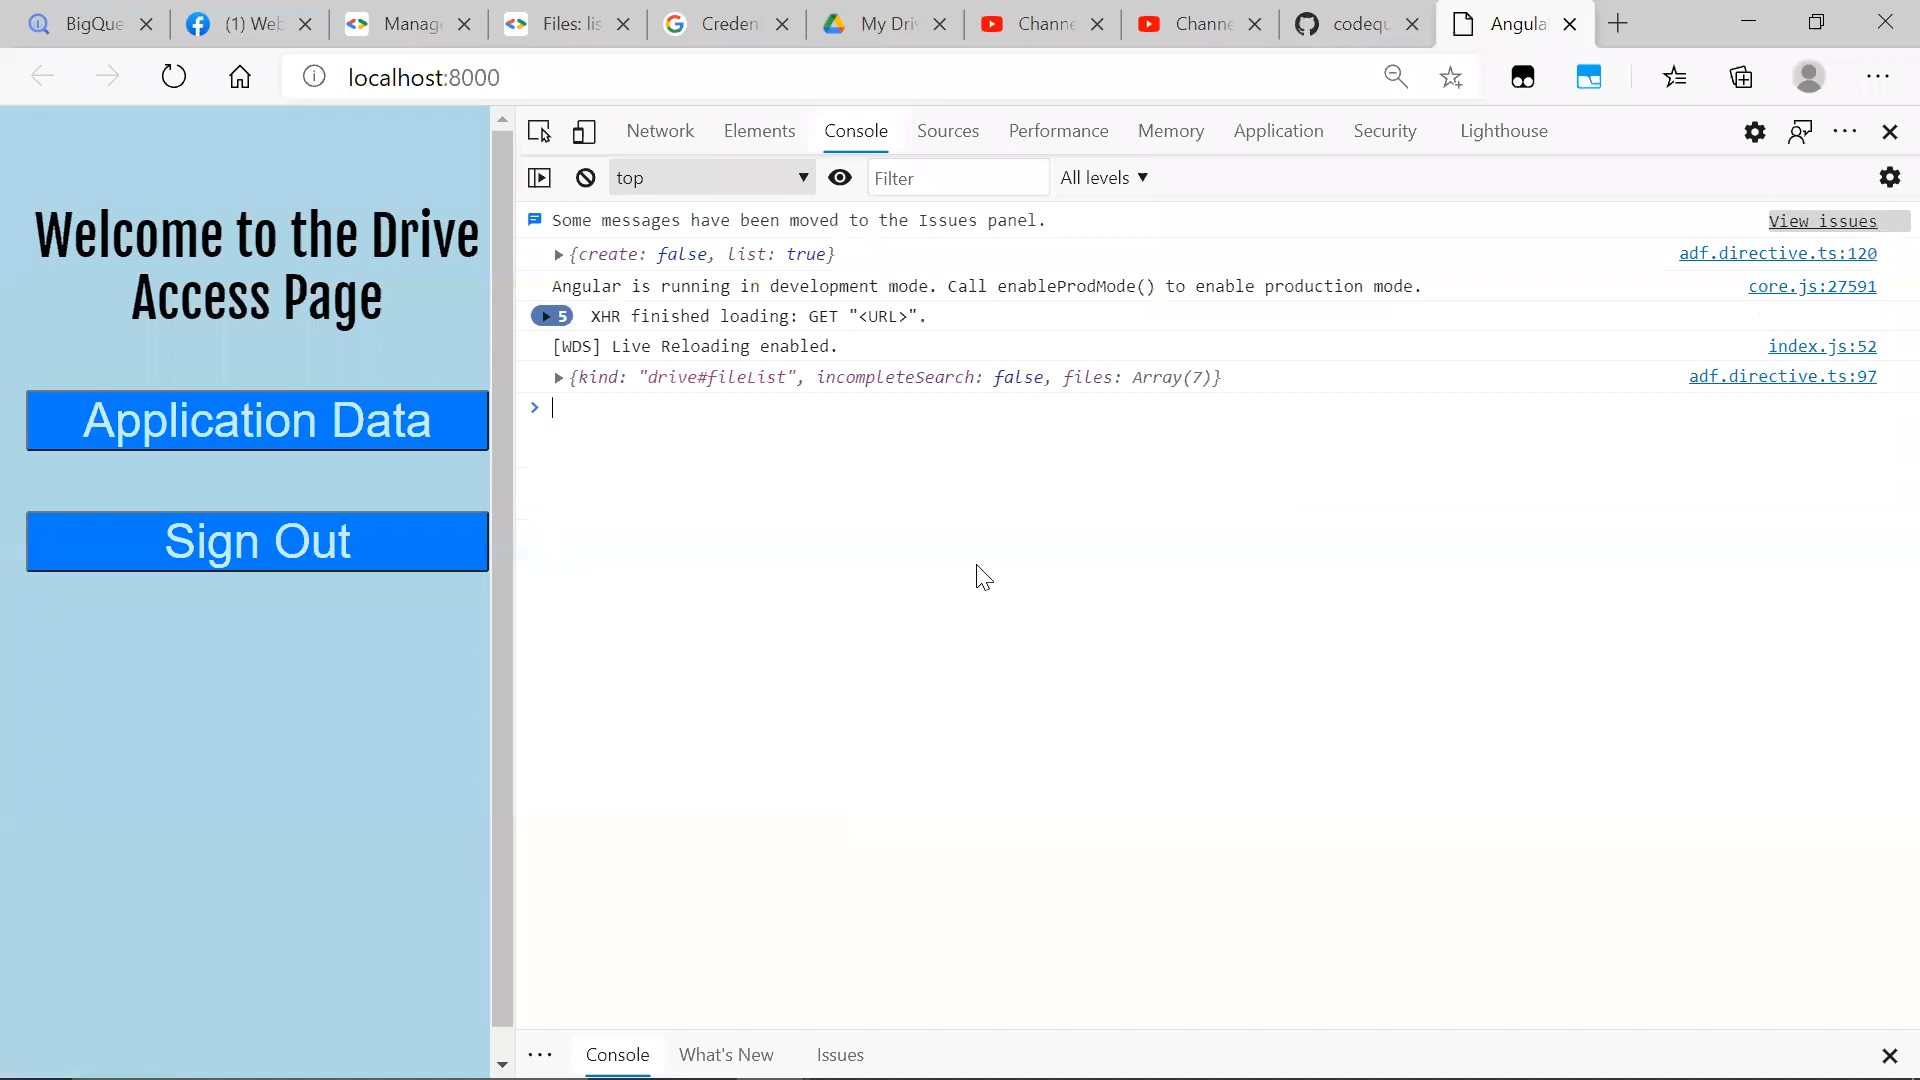 BigQue
(1) Web
Manag
Files: lis
Creden
My Driv
Channe
Channe
codequ
Angula
localhost:8000
Welcome to the Drive
Access Page
Application Data
Sign Out
Network Elements Console Sources Performance Memory Application Security Lighthouse
top Filter All levels
Some messages have been moved to the Issues panel. View issues
{create: false, list: true} adf.directive.ts:120
Angular is running in development mode. Call enableProdMode() to enable production mode. core.js:27591
5 XHR finished loading: GET "<URL>".
[WDS] Live Reloading enabled. index.js:52
{kind: "drive#fileList", incompleteSearch: false, files: Array(7)} adf.directive.ts:97
Console What's New Issues